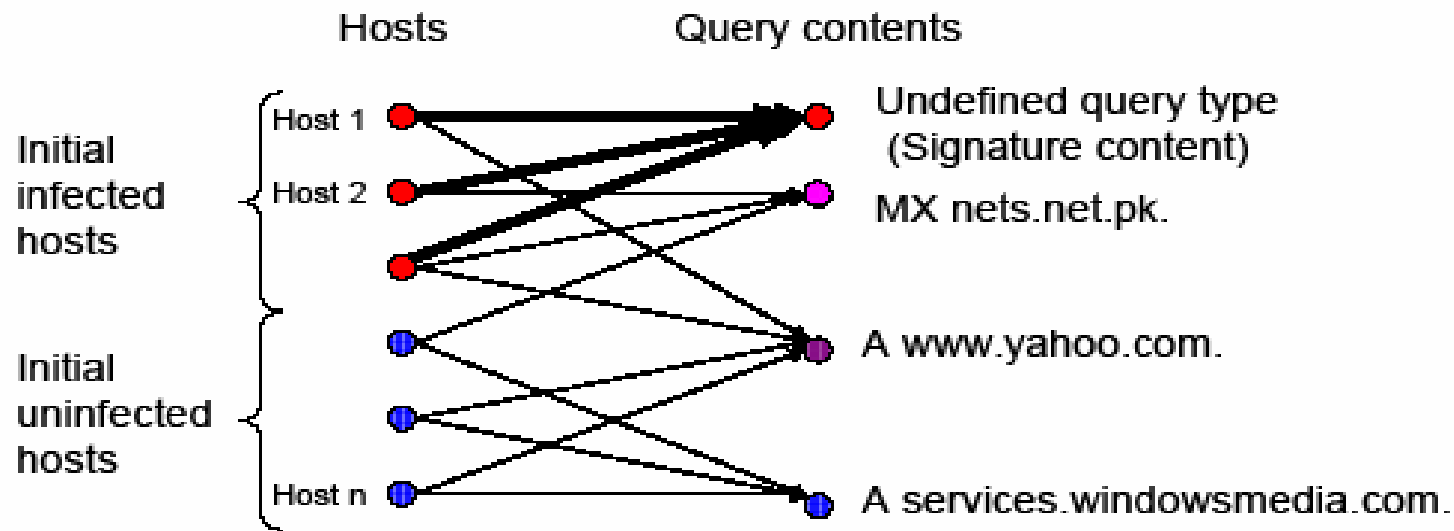 Hosts
Query contents
Initial
infected
hosts
Host 1
Host 2
Undefined query type
(Signature content)
MX nets.net.pk.
A www.yahoo.com.
Initial
uninfected
hosts
Host n
A services.windowsmedia.com.